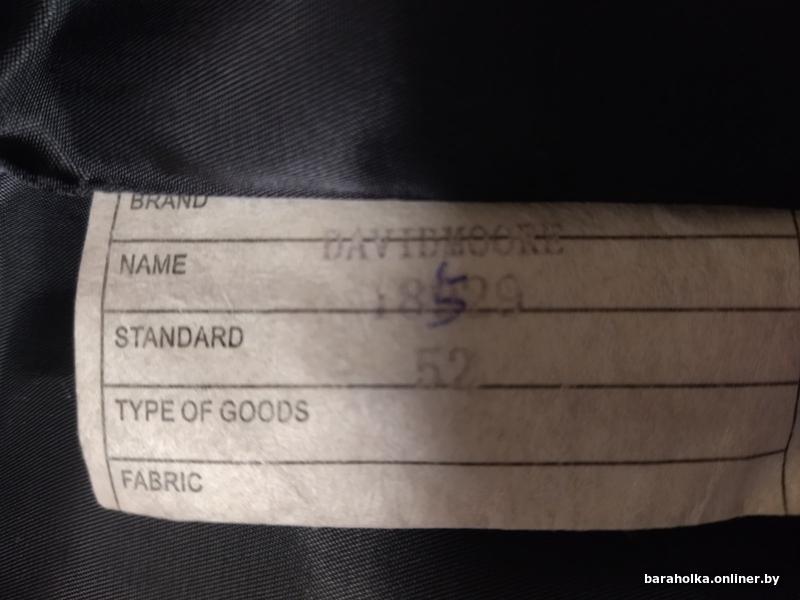 BRAND
DAVIDMOORE
NAME
18529
STANDARD
52
TYPE OF GOODS
FABRIC
baraholka.onliner.by